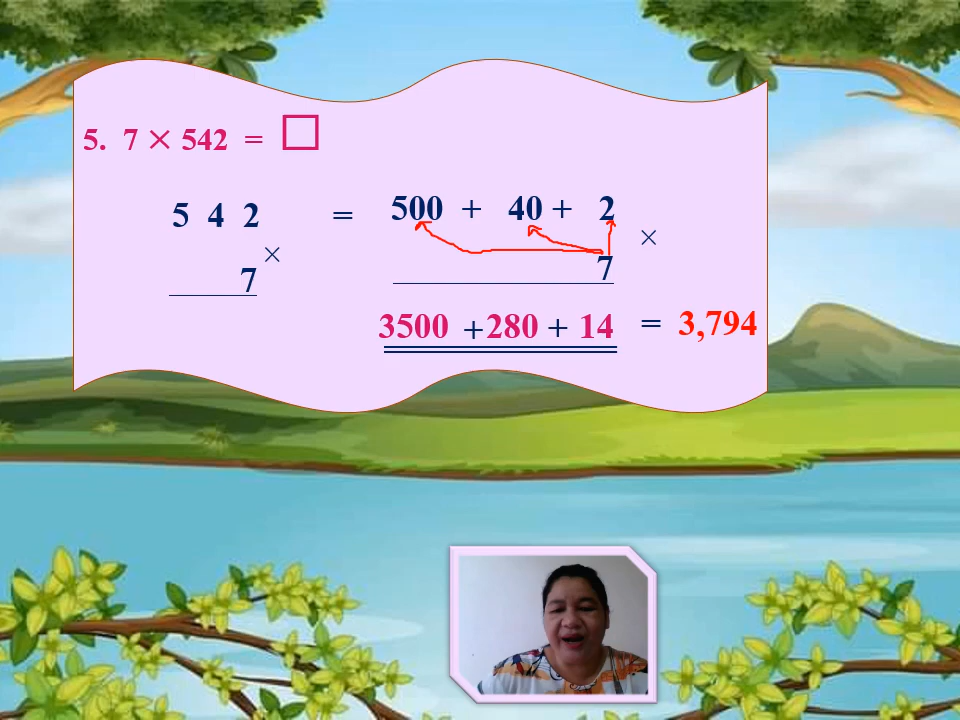 5. 7 × 542 = □
5 4 2 = 500 + 40 + 2
× ×
7 7
3500 + 280 + 14 = 3,794